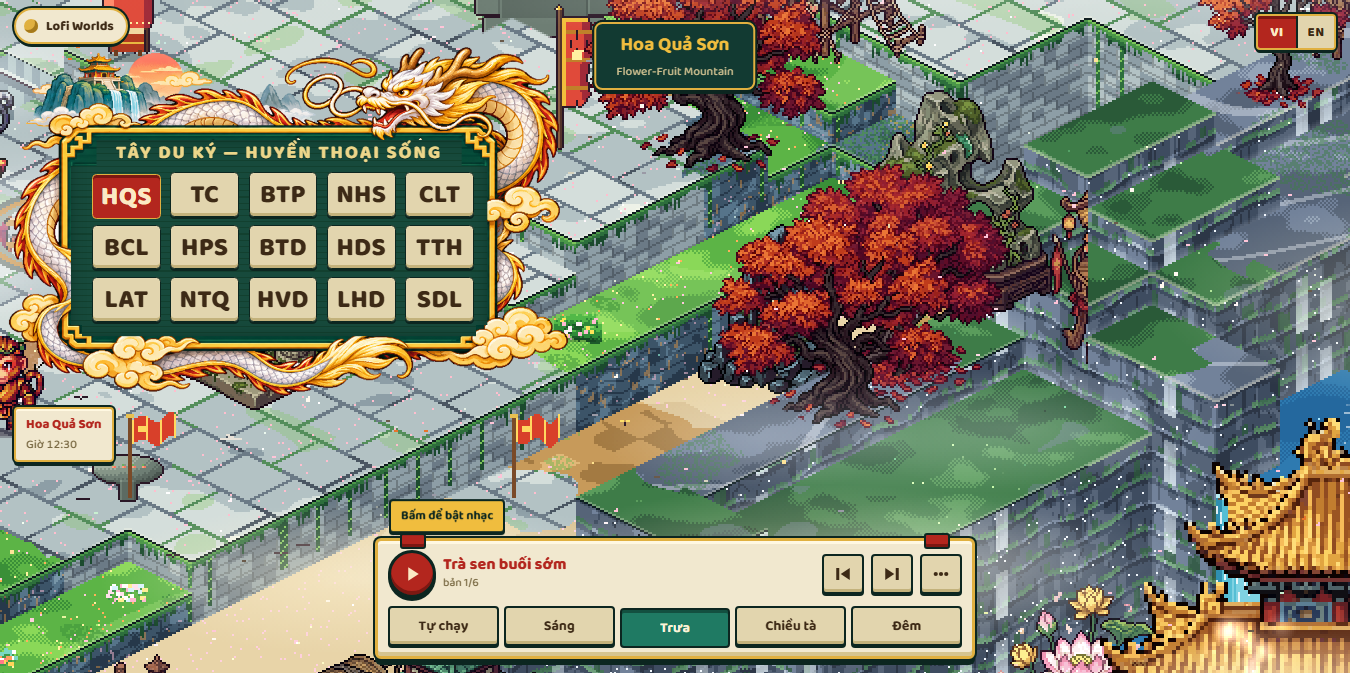 Lofi Worlds
Hoa Quả Sơn
Flower-Fruit Mountain
VI EN
TÂY DU KÝ — HUYỀN THOẠI SỐNG
HQS TC BTP NHS CLT
BCL HPS BTD HDS TTH
LAT NTQ HVD LHD SDL
Hoa Quả Sơn
Giờ 12:30
Bấm để bật nhạc
Trà sen buổi sớm
bản 1/6
Tự chạy Sáng Trưa Chiều tà Đêm